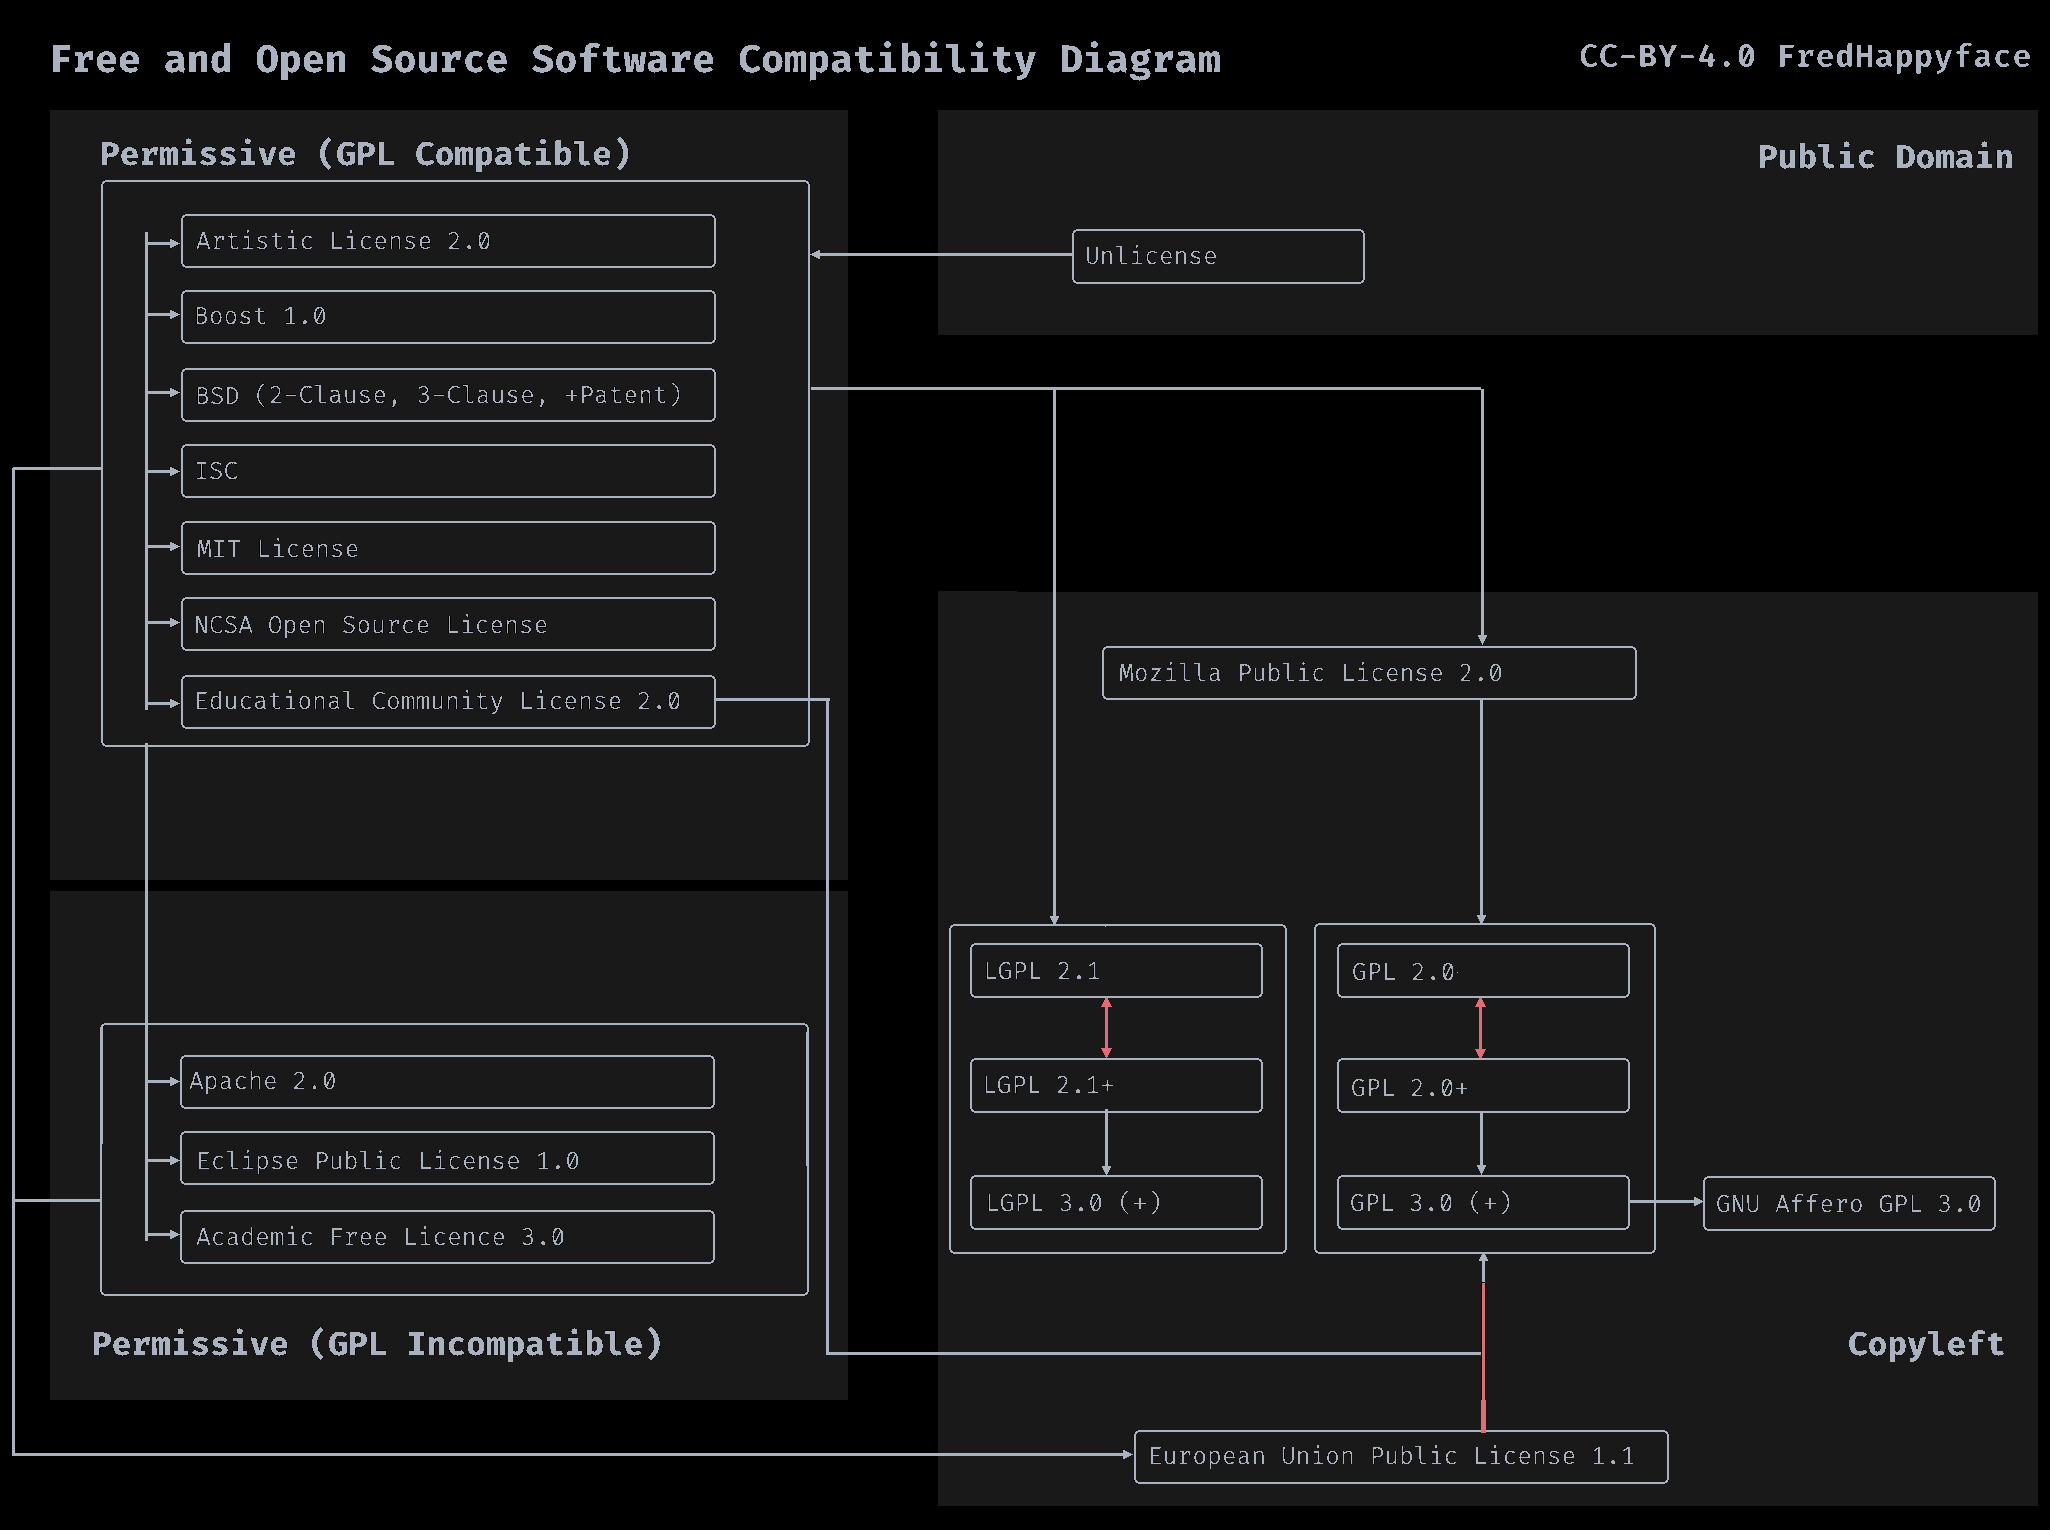 Free and Open Source Software Compatibility Diagram
CC-BY-4.0 FredHappyface
Permissive (GPL Compatible)
Artistic License 2.0
Boost 1.0
BSD (2-Clause, 3-Clause, +Patent)
ISC
MIT License
NCSA Open Source License
Educational Community License 2.0
Public Domain
Unlicense
Mozilla Public License 2.0
LGPL 2.1
LGPL 2.1+
LGPL 3.0 (+)
GPL 2.0
GPL 2.0+
GPL 3.0 (+)
GNU Affero GPL 3.0
Copyleft
European Union Public License 1.1
Apache 2.0
Eclipse Public License 1.0
Academic Free Licence 3.0
Permissive (GPL Incompatible)